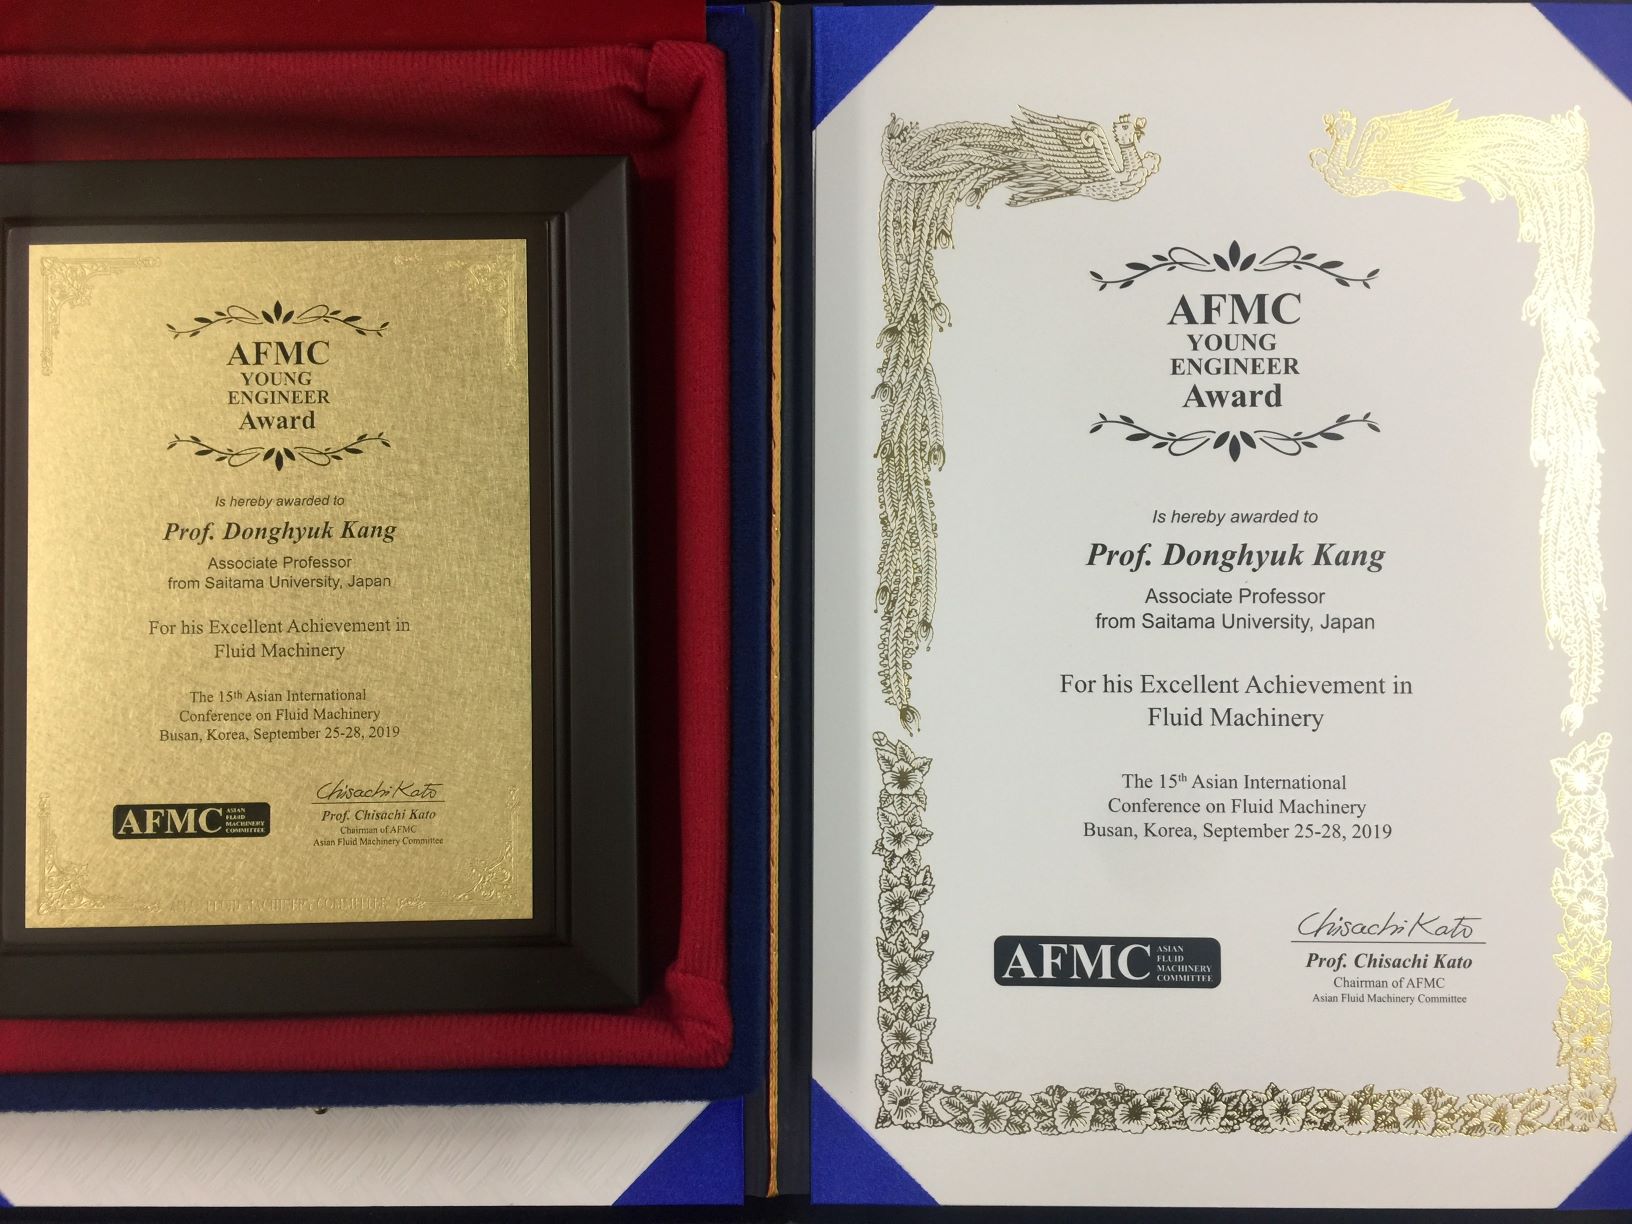 AFMC
YOUNG
ENGINEER
Award
Is hereby awarded to
Prof. Donghyuk Kang
Associate Professor
from Saitama University, Japan
For his Excellent Achievement in
Fluid Machinery
The 15th Asian International
Conference on Fluid Machinery
Busan, Korea, September 25-28, 2019
Chisachi Kato
AFMC ASIAN
FLUID
MACHINERY
COMMITTEE
Prof. Chisachi Kato
Chairman of AFMC
Asian Fluid Machinery Committee
FLUID MACHINERY COMMITTEE
AFMC
YOUNG
ENGINEER
Award
Is hereby awarded to
Prof. Donghyuk Kang
Associate Professor
from Saitama University, Japan
For his Excellent Achievement in
Fluid Machinery
The 15th Asian International
Conference on Fluid Machinery
Busan, Korea, September 25-28, 2019
Chisachi Kato
AFMC ASIAN
FLUID
MACHINERY
COMMITTEE
Prof. Chisachi Kato
Chairman of AFMC
Asian Fluid Machinery Committee